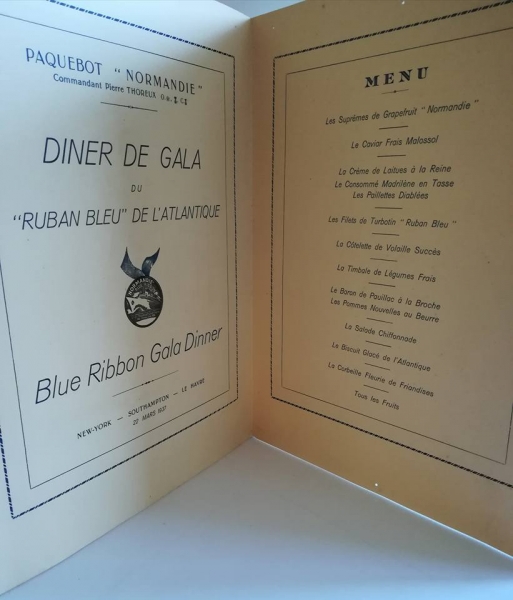 PAQUEBOT "NORMANDIE"
Commandant Pierre THOREUX
DINER DE GALA
DU
"RUBAN BLEU" DE L'ATLANTIQUE
NORMANDIE
Blue Ribbon Gala Dinner
NEW-YORK — SOUTHAMPTON — LE HAVRE
22 MARS 1937
MENU
Les Suprêmes de Grapefruit "Normandie"
Le Caviar Frais Malossol
La Crème de Laitues à la Reine
Le Consommé Madrilène en Tasse
Les Paillettes Diablées
Les Filets de Turbotin "Ruban Bleu"
La Côtelette de Volaille Succès
La Timbale de Légumes Frais
Le Baron de Pauillac à la Broche
Les Pommes Nouvelles au Beurre
La Salade Chiffonnade
Le Biscuit Glacé de l'Atlantique
La Corbeille Fleurie de Friandises
Tous les Fruits